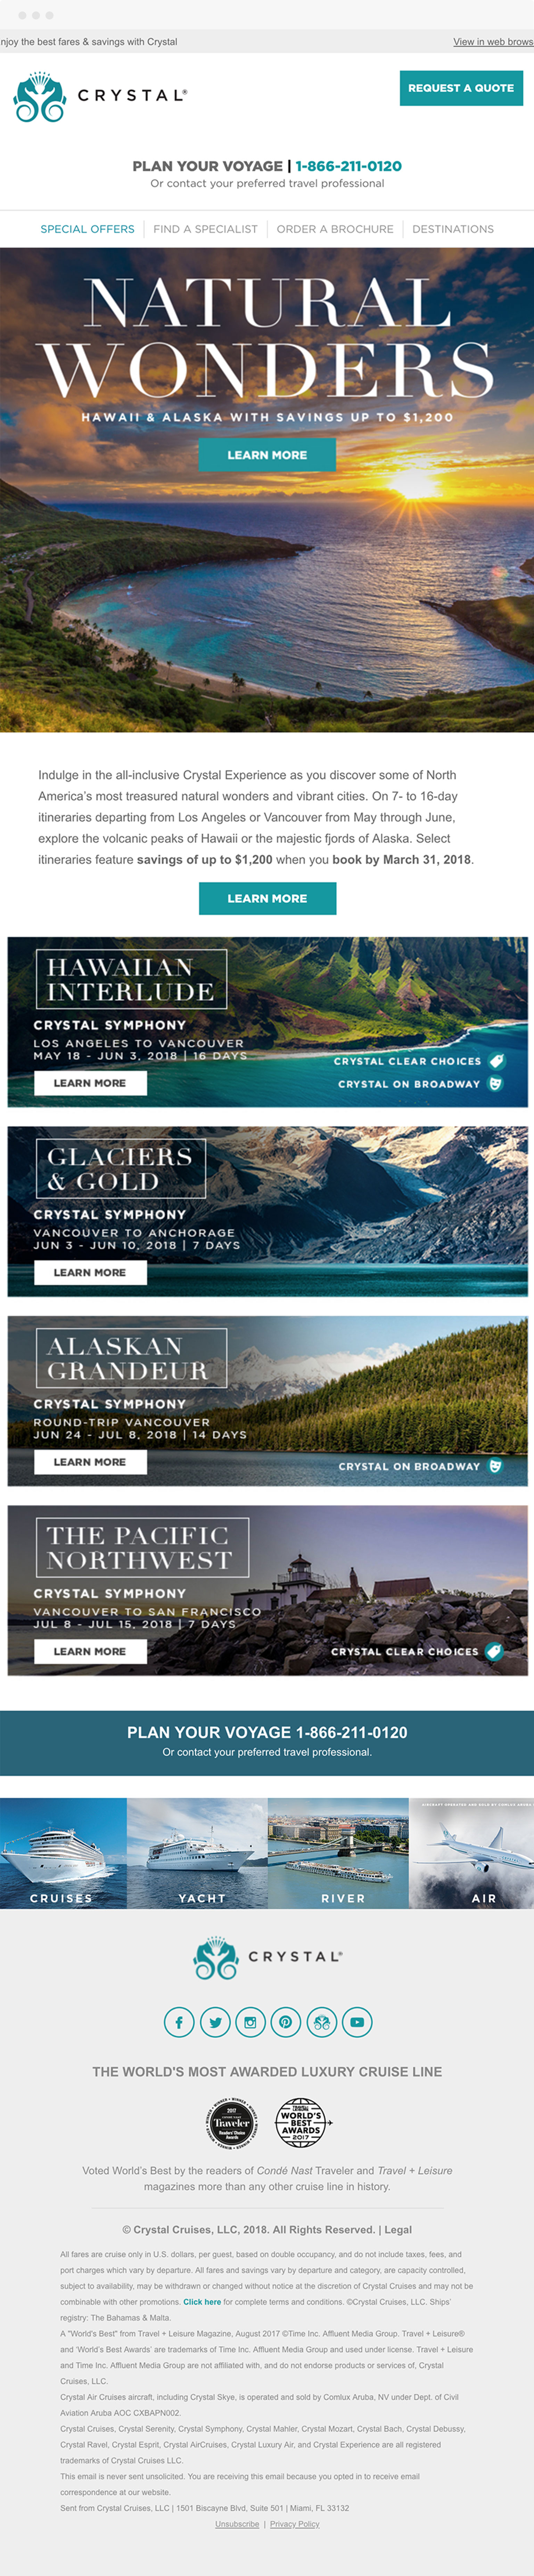 njoy the best fares & savings with Crystal
View in web brows
CRYSTAL®
REQUEST A QUOTE
PLAN YOUR VOYAGE | 1-866-211-0120
Or contact your preferred travel professional
SPECIAL OFFERS
FIND A SPECIALIST
ORDER A BROCHURE
DESTINATIONS
NATURAL
WONDERS
HAWAII & ALASKA WITH SAVINGS UP TO $1,200
LEARN MORE
Indulge in the all-inclusive Crystal Experience as you discover some of North
America's most treasured natural wonders and vibrant cities. On 7- to 16-day
itineraries departing from Los Angeles or Vancouver from May through June,
explore the volcanic peaks of Hawaii or the majestic fjords of Alaska. Select
itineraries feature savings of up to $1,200 when you book by March 31, 2018.
LEARN MORE
HAWAIIAN
INTERLUDE
CRYSTAL SYMPHONY
LOS ANGELES TO VANCOUVER
MAY 18 - JUN 3, 2018 | 16 DAYS
LEARN MORE
CRYSTAL CLEAR CHOICES
CRYSTAL ON BROADWAY
GLACIERS
& GOLD
CRYSTAL SYMPHONY
VANCOUVER TO ANCHORAGE
JUN 3 - JUN 10, 2018 | 7 DAYS
LEARN MORE
ALASKAN
GRANDEUR
CRYSTAL SYMPHONY
ROUND-TRIP VANCOUVER
JUN 24 - JUL 8, 2018 | 14 DAYS
LEARN MORE
CRYSTAL ON BROADWAY
THE PACIFIC
NORTHWEST
CRYSTAL SYMPHONY
VANCOUVER TO SAN FRANCISCO
JUL 8 - JUL 15, 2018 | 7 DAYS
LEARN MORE
CRYSTAL CLEAR CHOICES
PLAN YOUR VOYAGE 1-866-211-0120
Or contact your preferred travel professional.
AIRCRAFT OPERATED AND SOLD BY COMLUX ARUBA
CRUISES
YACHT
RIVER
AIR
CRYSTAL®
THE WORLD'S MOST AWARDED LUXURY CRUISE LINE
2017
Traveler
Readers' Choice
Awards
WORLD'S
BEST
AWARDS
2017
Voted World's Best by the readers of Condé Nast Traveler and Travel + Leisure
magazines more than any other cruise line in history.
© Crystal Cruises, LLC, 2018. All Rights Reserved. | Legal
All fares are cruise only in U.S. dollars, per guest, based on double occupancy, and do not include taxes, fees, and
port charges which vary by departure. All fares and savings vary by departure and category, are capacity controlled,
subject to availability, may be withdrawn or changed without notice at the discretion of Crystal Cruises and may not be
combinable with other promotions. Click here for complete terms and conditions. ©Crystal Cruises, LLC. Ships'
registry: The Bahamas & Malta.
A "World's Best" from Travel + Leisure Magazine, August 2017 ©Time Inc. Affluent Media Group. Travel + Leisure®
and 'World's Best Awards' are trademarks of Time Inc. Affluent Media Group and used under license. Travel + Leisure
and Time Inc. Affluent Media Group are not affiliated with, and do not endorse products or services of, Crystal
Cruises, LLC.
Crystal Air Cruises aircraft, including Crystal Skye, is operated and sold by Comlux Aruba, NV under Dept. of Civil
Aviation Aruba AOC CXBAPN002.
Crystal Cruises, Crystal Serenity, Crystal Symphony, Crystal Mahler, Crystal Mozart, Crystal Bach, Crystal Debussy,
Crystal Ravel, Crystal Esprit, Crystal AirCruises, Crystal Luxury Air, and Crystal Experience are all registered
trademarks of Crystal Cruises LLC.
This email is never sent unsolicited. You are receiving this email because you opted in to receive email
correspondence at our website.
Sent from Crystal Cruises, LLC | 1501 Biscayne Blvd, Suite 501 | Miami, FL 33132
Unsubscribe | Privacy Policy